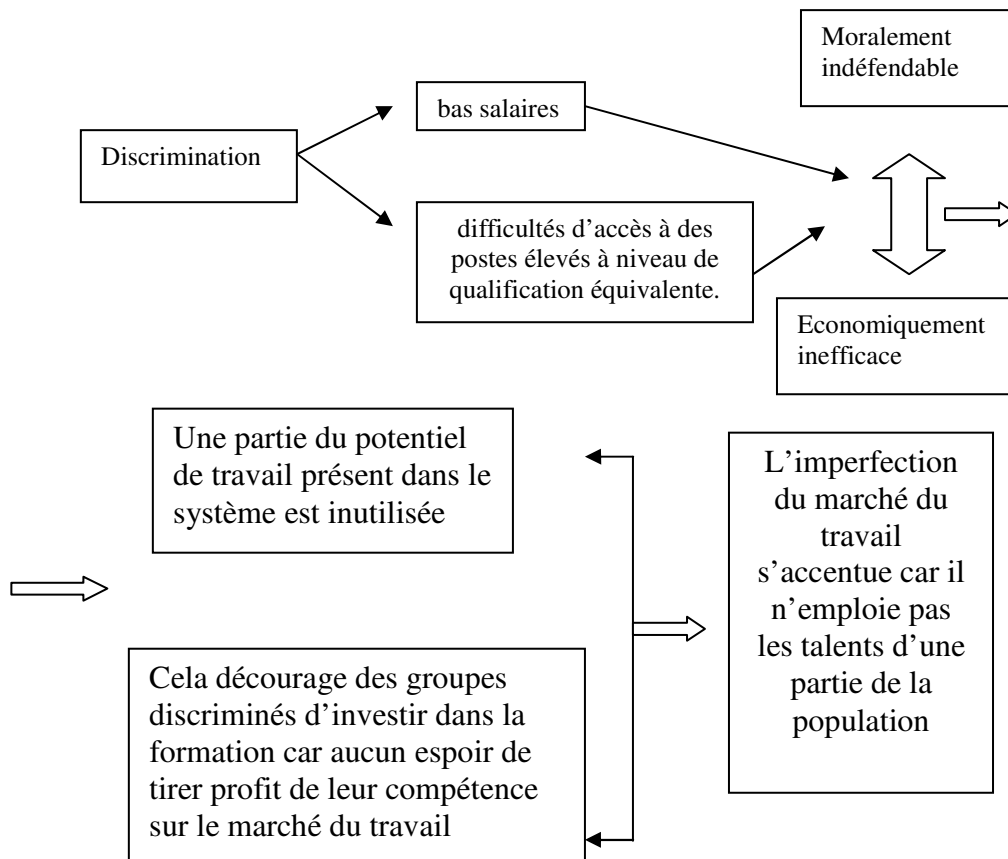 Moralement
indéfendable
bas salaires
Discrimination
difficultés d'accès à des
postes élevés à niveau de
qualification équivalente.
Economiquement
inefficace
Une partie du potentiel
de travail présent dans le
système est inutilisée
L'imperfection
du marché du
travail
s'accentue car il
n'emploie pas
les talents d'une
partie de la
population
Cela décourage des groupes
discriminés d'investir dans la
formation car aucun espoir de
tirer profit de leur compétence
sur le marché du travail